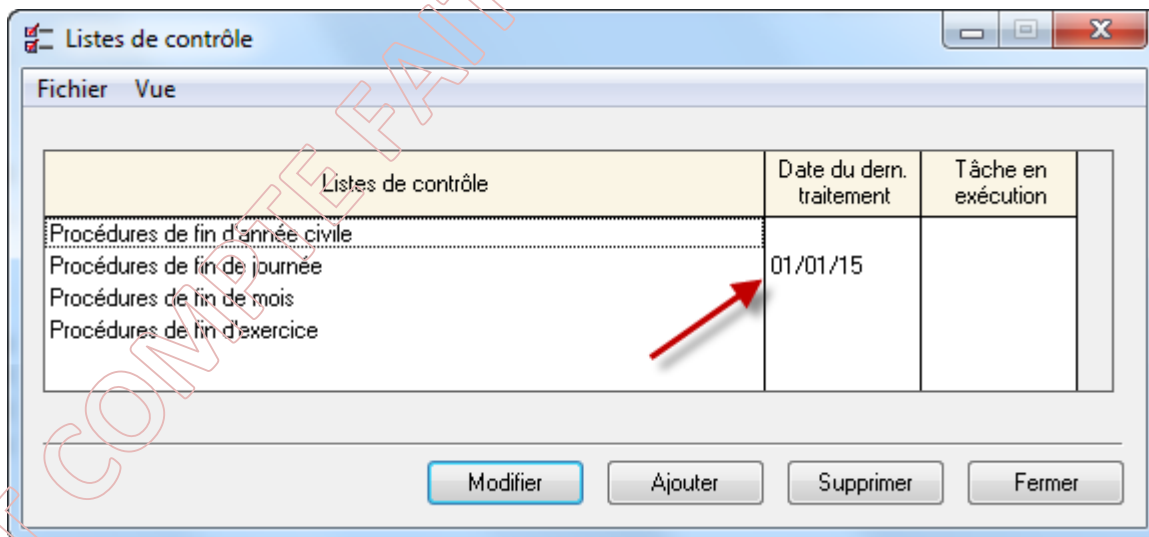 Listes de contrôle
Fichier Vue
Listes de contrôle
Date du dern.
traitement
Tâche en
exécution
Procédures de fin d'année civile
Procédures de fin de journée 01/01/15
Procédures de fin de mois
Procédures de fin d'exercice
Modifier Ajouter Supprimer Fermer
COMPTE FAIT